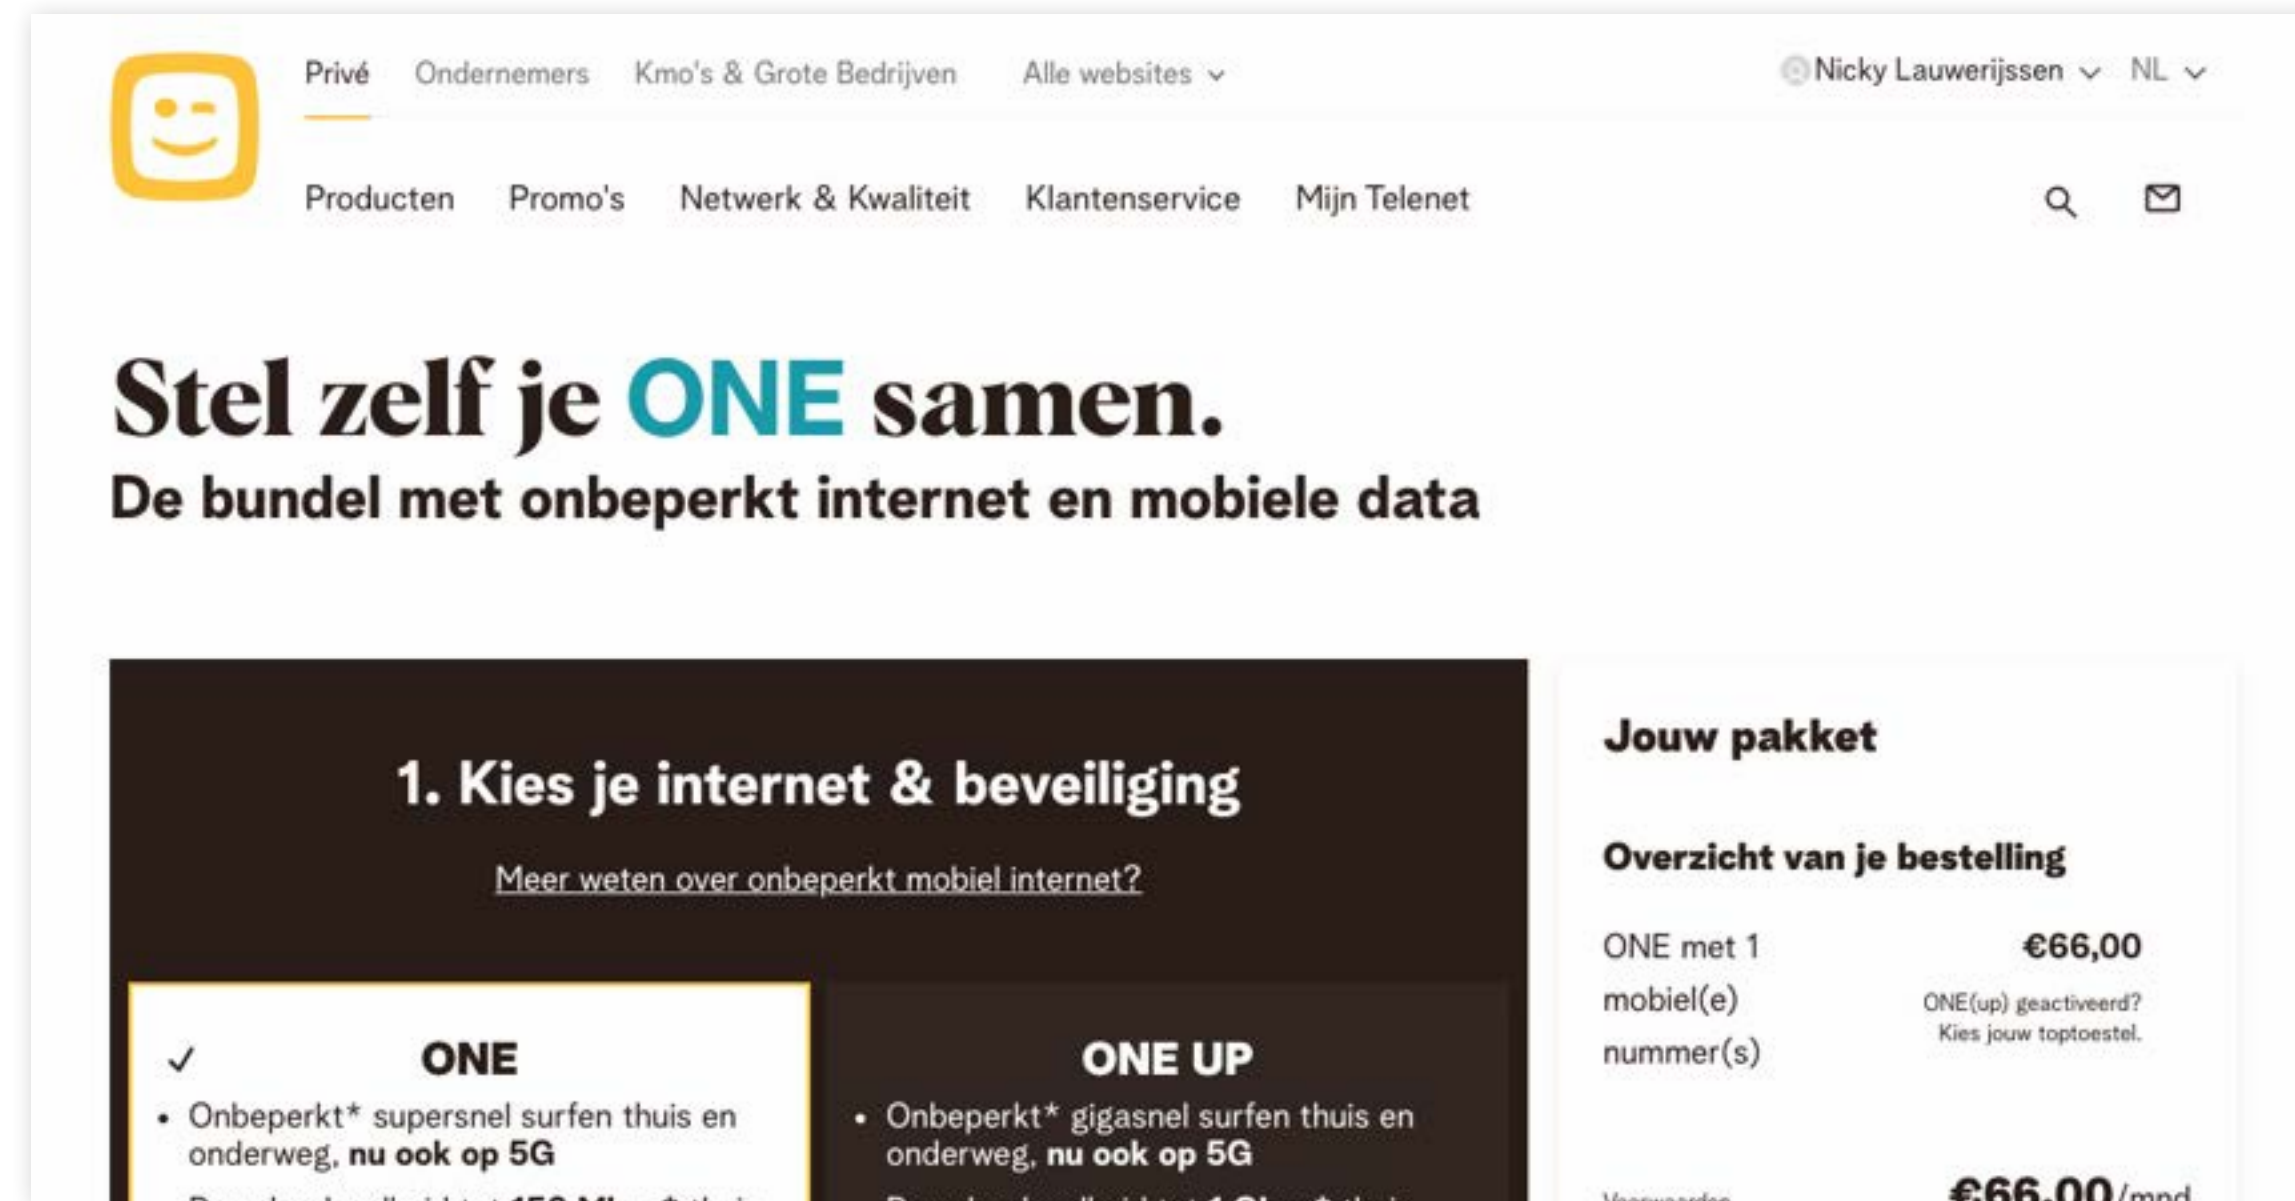 Privé Ondernemers Kmo's & Grote Bedrijven Alle websites Nicky Lauwerijssen NL
Producten Promo's Netwerk & Kwaliteit Klantenservice Mijn Telenet
Stel zelf je ONE samen.
De bundel met onbeperkt internet en mobiele data
1. Kies je internet & beveiliging
Meer weten over onbeperkt mobiel internet?
ONE
• Onbeperkt* supersnel surfen thuis en
onderweg, nu ook op 5G
ONE UP
• Onbeperkt* gigasnel surfen thuis en
onderweg, nu ook op 5G
Jouw pakket
Overzicht van je bestelling
ONE met 1
mobiel(e)
nummer(s)
€66,00
ONE(up) geactiveerd?
Kies jouw toptoestel.
€66,00/mnd